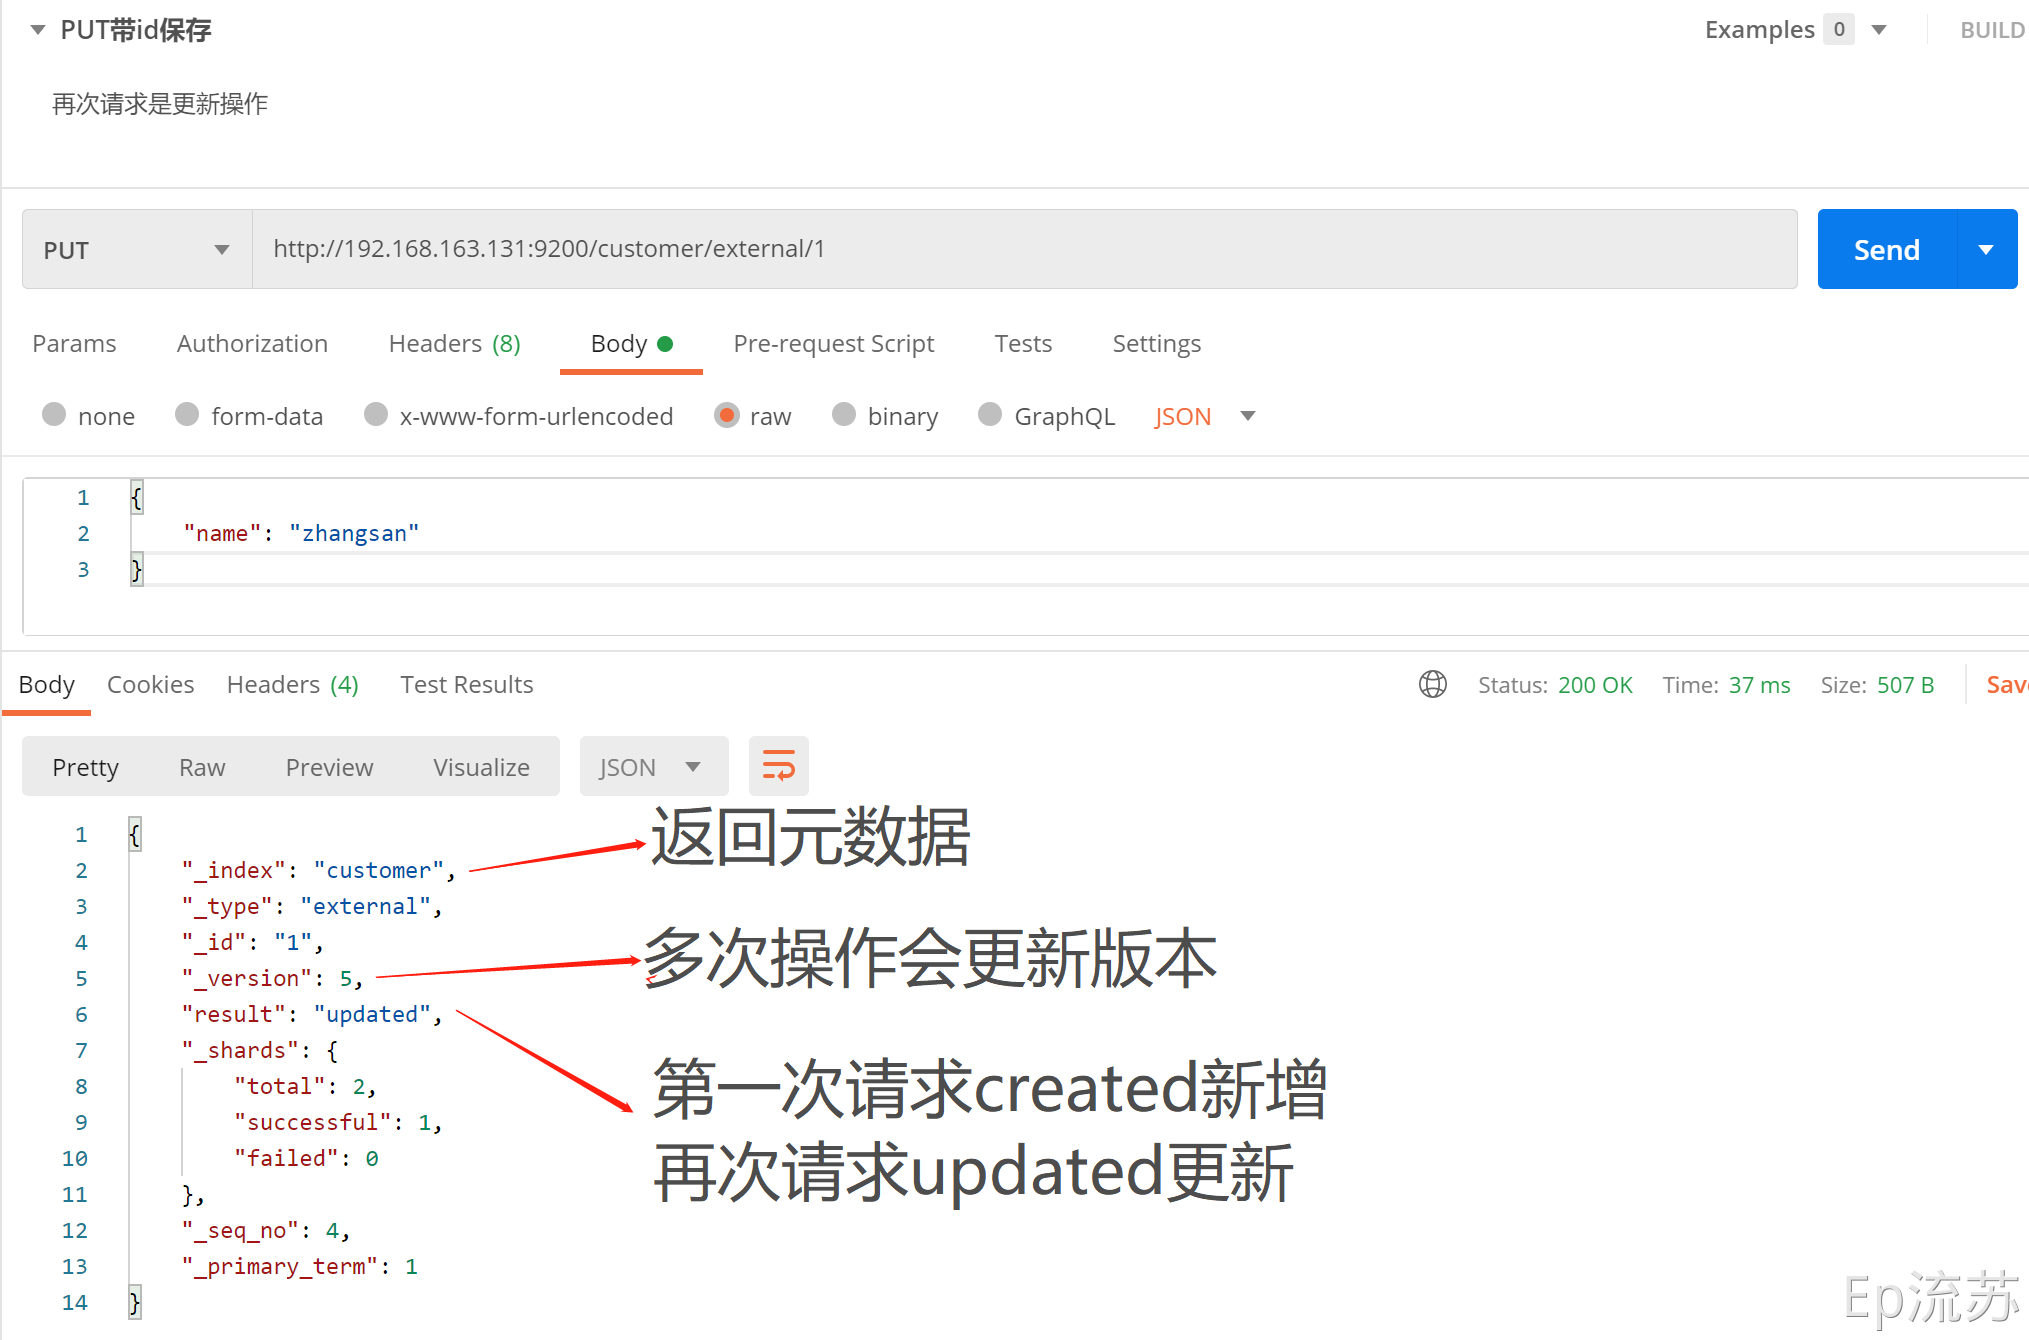 PUT带id保存
Examples 0
BUILD
再次请求是更新操作
PUT
http://192.168.163.131:9200/customer/external/1
Send
Params Authorization Headers (8) Body Pre-request Script Tests Settings
none form-data x-www-form-urlencoded raw binary GraphQL JSON
1 {
2 "name": "zhangsan"
3 }
Body Cookies Headers (4) Test Results Status: 200 OK Time: 37 ms Size: 507 B Sav
Pretty Raw Preview Visualize JSON
1 {
返回元数据
2 "_index": "customer",
3 "_type": "external",
4 "_id": "1",
多次操作会更新版本
5 "_version": 5,
6 "result": "updated",
7 "_shards": {
8 "total": 2,
第一次请求created新增
9 "successful": 1,
10 "failed": 0
再次请求updated更新
11 },
12 "_seq_no": 4,
13 "_primary_term": 1
14 }
Ep流苏